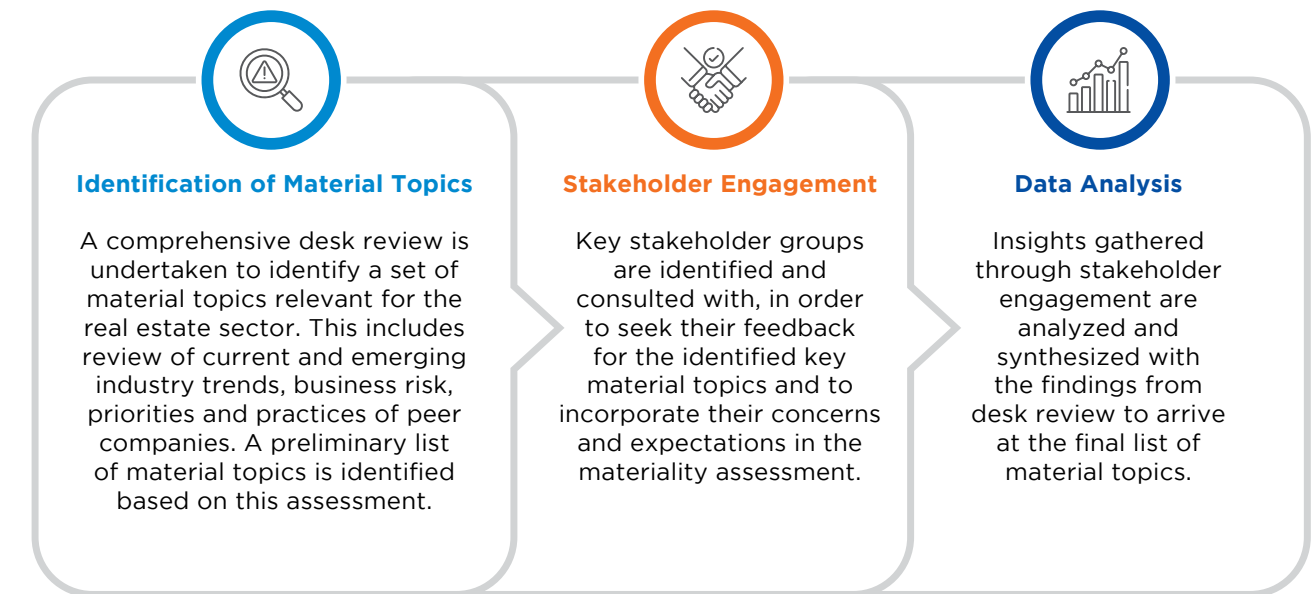 Identification of Material Topics
A comprehensive desk review is
undertaken to identify a set of
material topics relevant for the
real estate sector. This includes
review of current and emerging
industry trends, business risk,
priorities and practices of peer
companies. A preliminary list
of material topics is identified
based on this assessment.
Stakeholder Engagement
Key stakeholder groups
are identified and
consulted with, in order
to seek their feedback
for the identified key
material topics and to
incorporate their concerns
and expectations in the
materiality assessment.
Data Analysis
Insights gathered
through stakeholder
engagement are
analyzed and
synthesized with
the findings from
desk review to arrive
at the final list of
material topics.